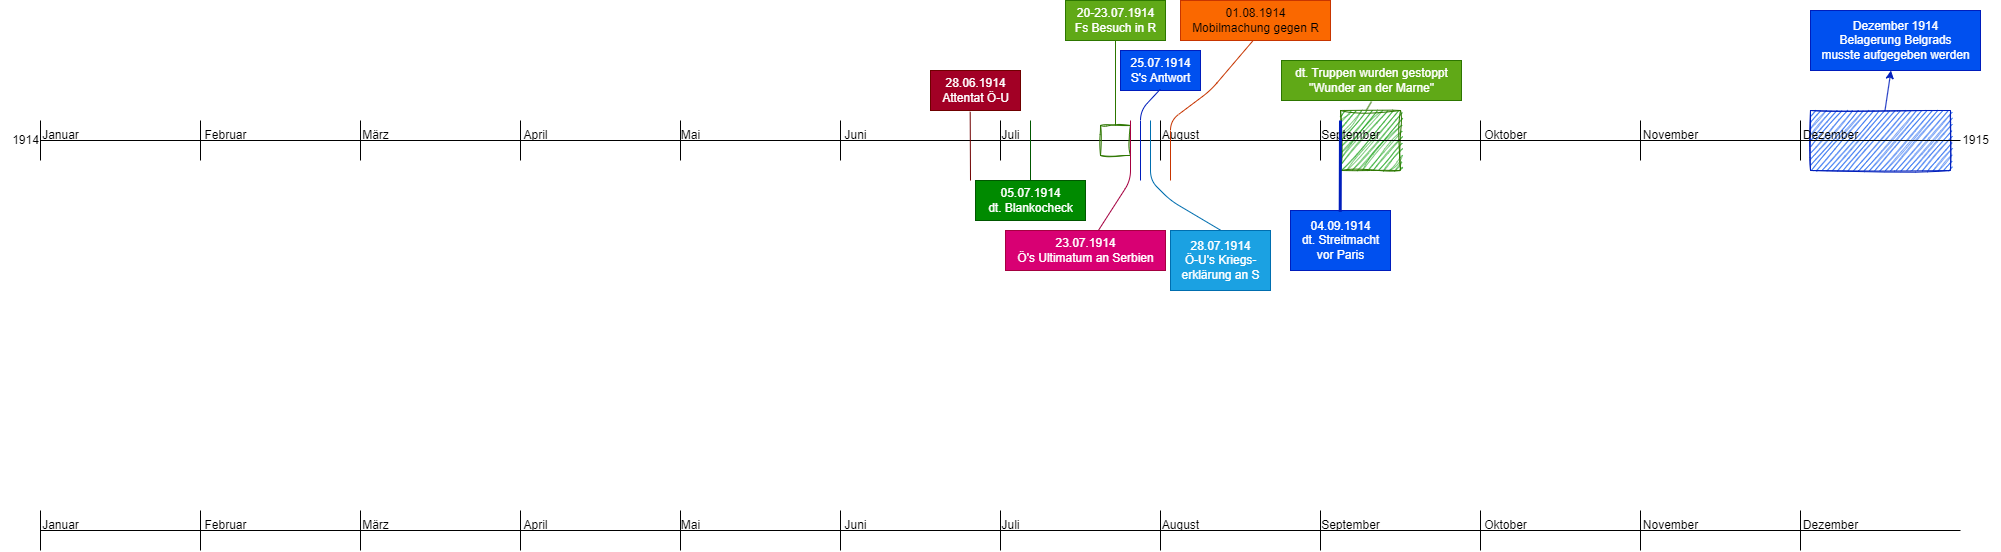 20-23.07.1914
Fs Besuch in R
01.08.1914
Mobilmachung gegen R
Dezember 1914
Belagerung Belgrads
musste aufgegeben werden
25.07.1914
S's Antwort
28.06.1914
Attentat Ö-U
dt. Truppen wurden gestoppt
"Wunder an der Marne"
1914 Januar Februar März April Mai Juni Juli August September Oktober November Dezember 1915
05.07.1914
dt. Blankocheck
23.07.1914
Ö's Ultimatum an Serbien
28.07.1914
Ö-U's Kriegs-
erklärung an S
04.09.1914
dt. Streitmacht
vor Paris
Januar Februar März April Mai Juni Juli August September Oktober November Dezember